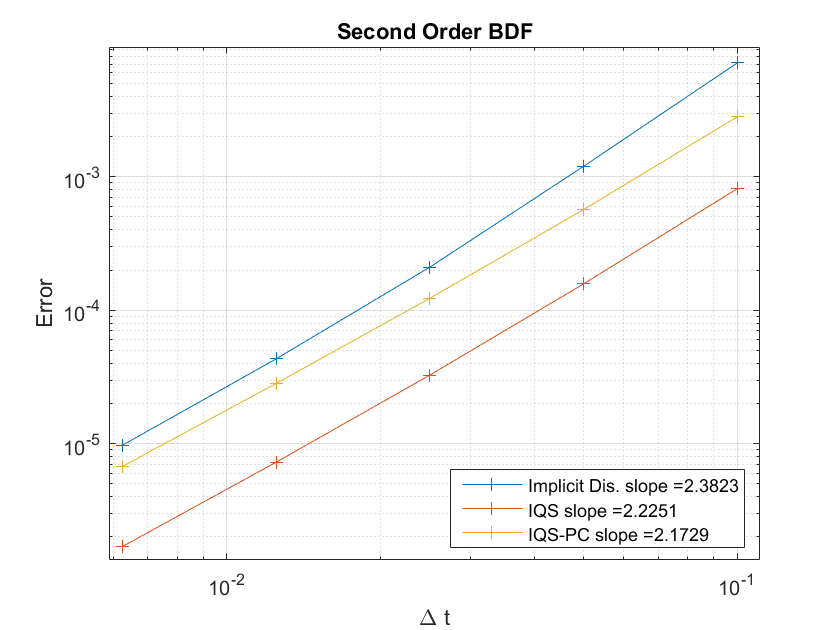 Second Order BDF
Error
10^-3
10^-4
10^-5
10^-2
10^-1
Δ t
Implicit Dis. slope =2.3823
IQS slope =2.2251
IQS-PC slope =2.1729